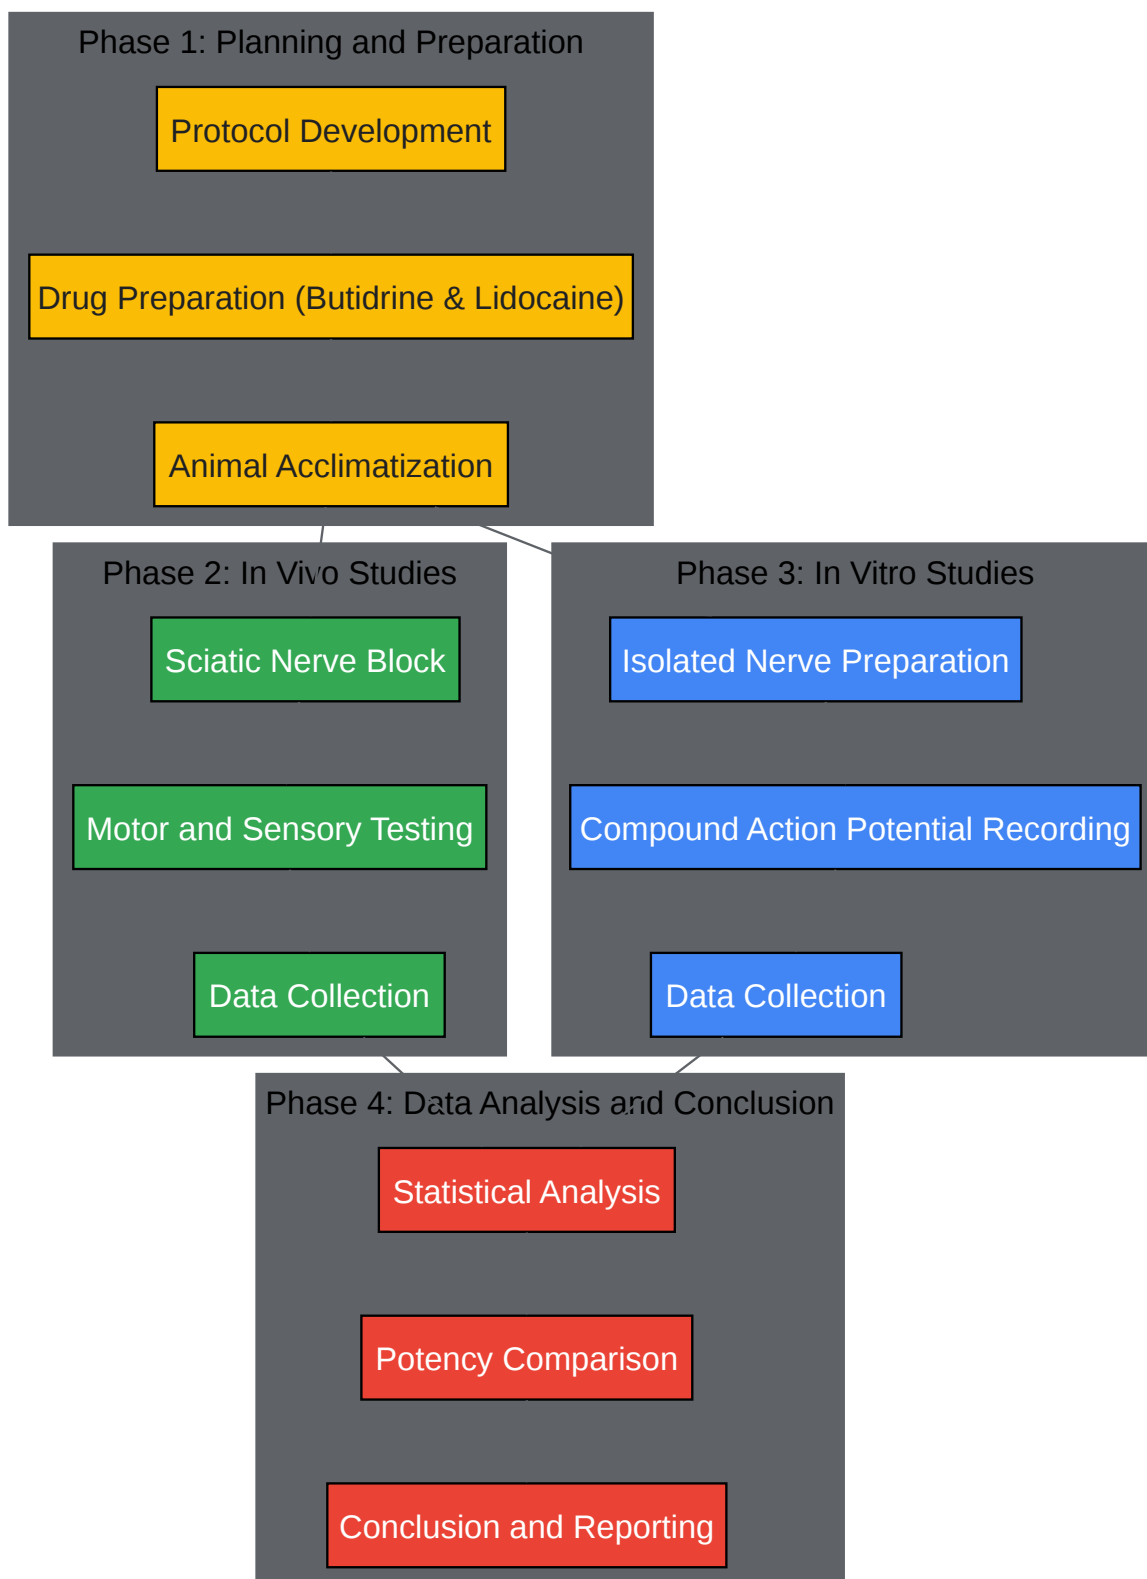 Phase 1: Planning and Preparation
Protocol Development
Drug Preparation (Butidrine & Lidocaine)
Animal Acclimatization
Phase 2: In Vivo Studies
Sciatic Nerve Block
Motor and Sensory Testing
Data Collection
Phase 3: In Vitro Studies
Isolated Nerve Preparation
Compound Action Potential Recording
Data Collection
Phase 4: Data Analysis and Conclusion
Statistical Analysis
Potency Comparison
Conclusion and Reporting